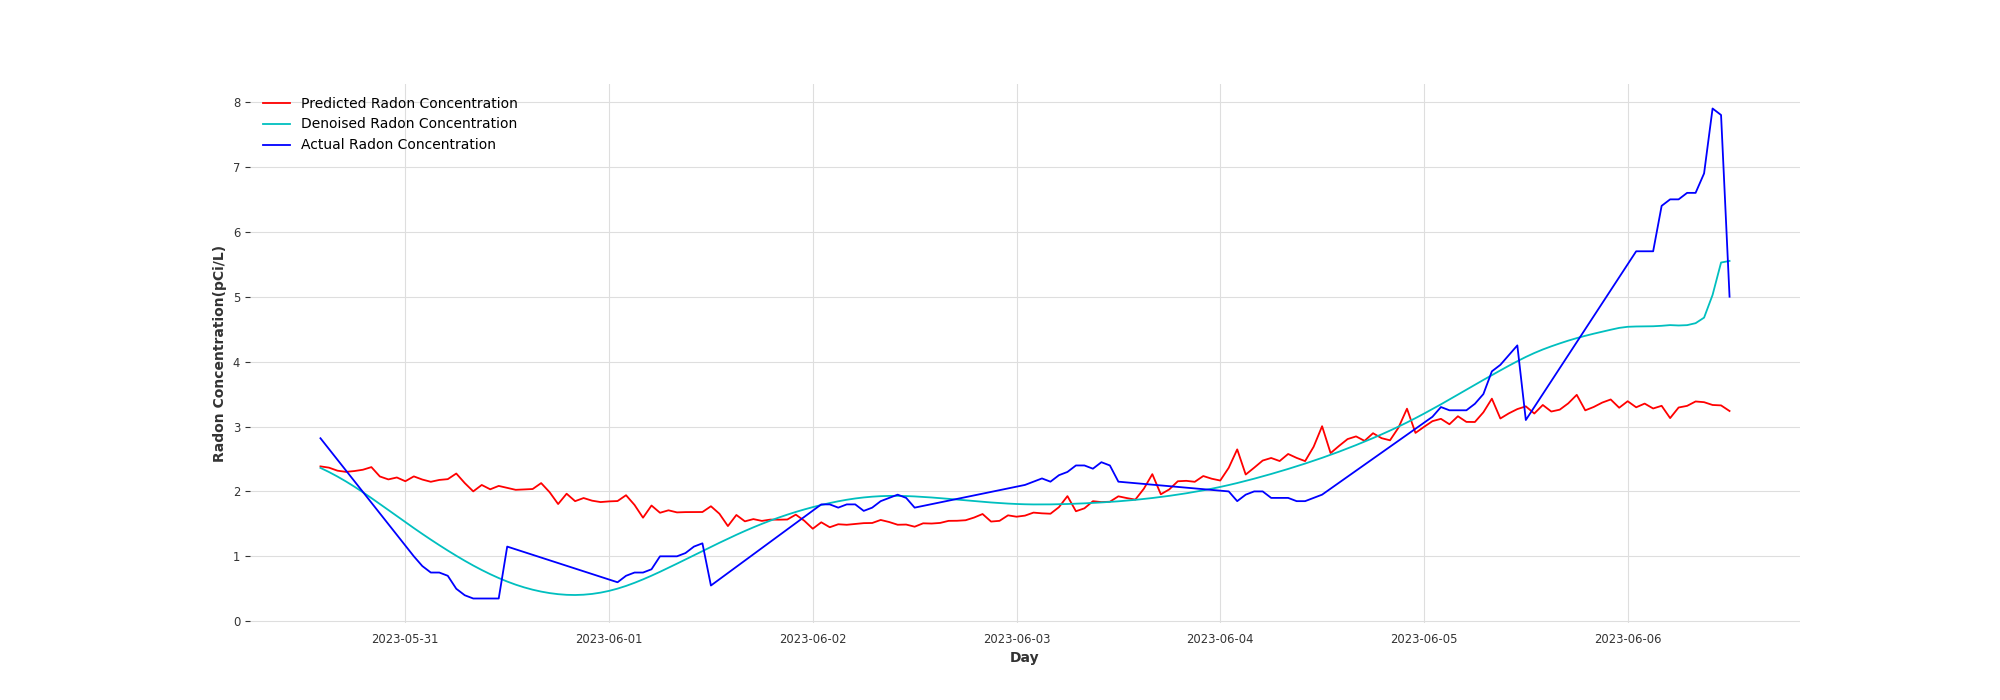 Predicted Radon Concentration
Denoised Radon Concentration
Actual Radon Concentration
8
7
6
5
4
3
2
1
0
Radon Concentration(pCi/L)
2023-05-31 2023-06-01 2023-06-02 2023-06-03 2023-06-04 2023-06-05 2023-06-06
Day